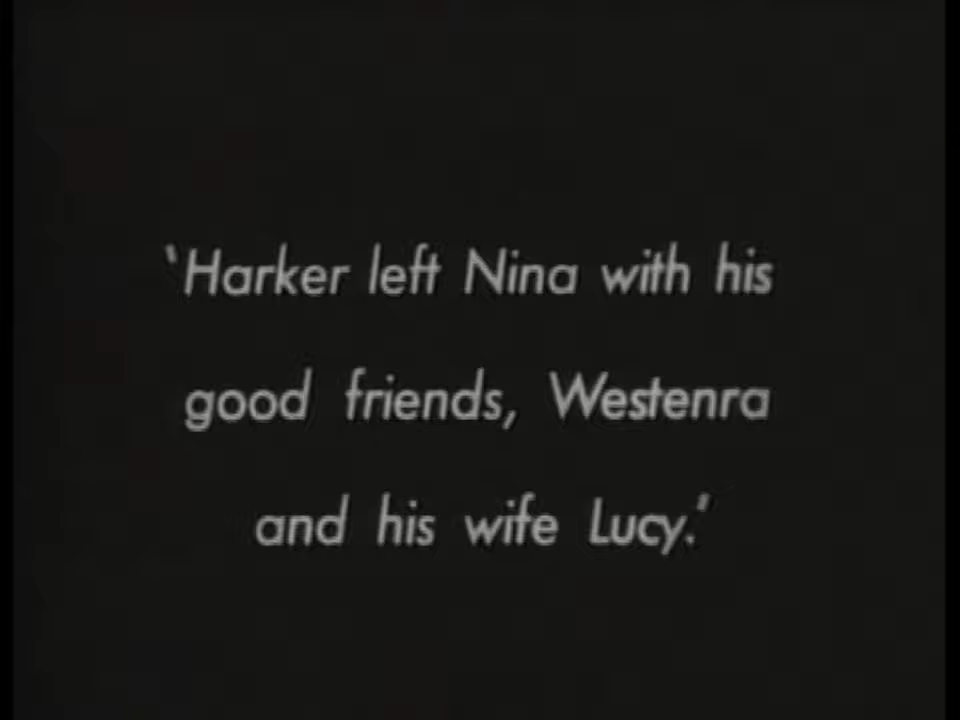 'Harker left Nina with his
good friends, Westenra
and his wife Lucy.'